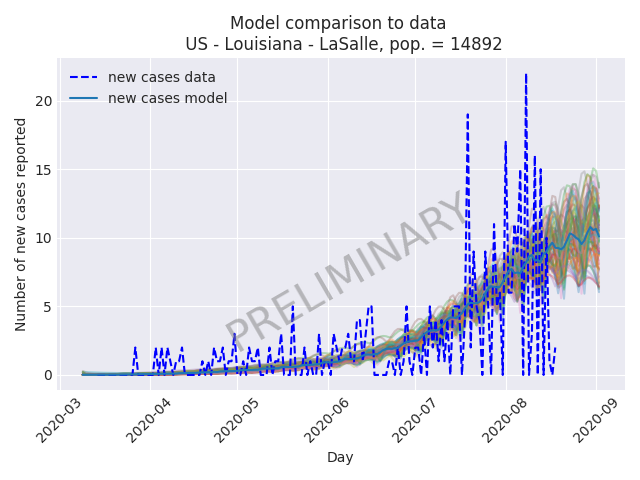 Model comparison to data
US - Louisiana - LaSalle, pop. = 14892
new cases data
new cases model
Number of new cases reported
20
15
10
5
0
PRELIMINARY
2020-03
2020-04
2020-05
2020-06
2020-07
2020-08
2020-09
Day